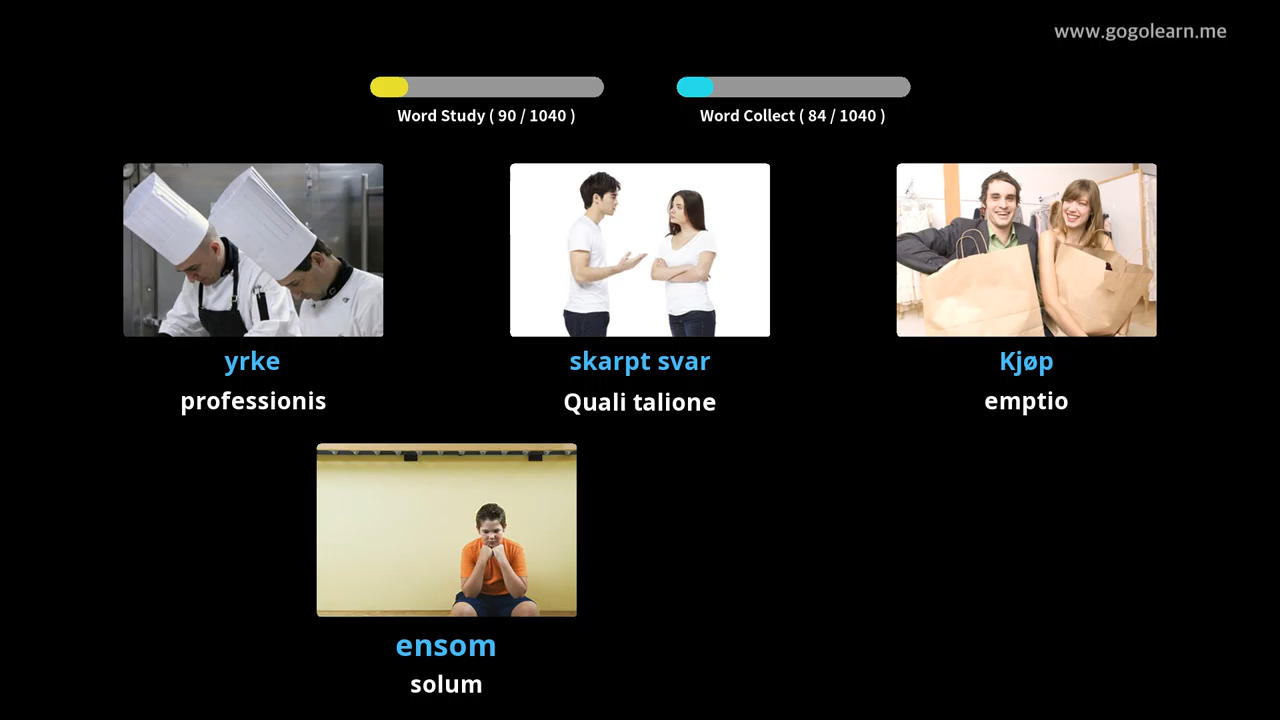 www.gogolearn.me
Word Study ( 90 / 1040 )
Word Collect ( 84 / 1040 )
yrke
skarpt svar
Kjøp
professionis
Quali talione
emptio
ensom
solum